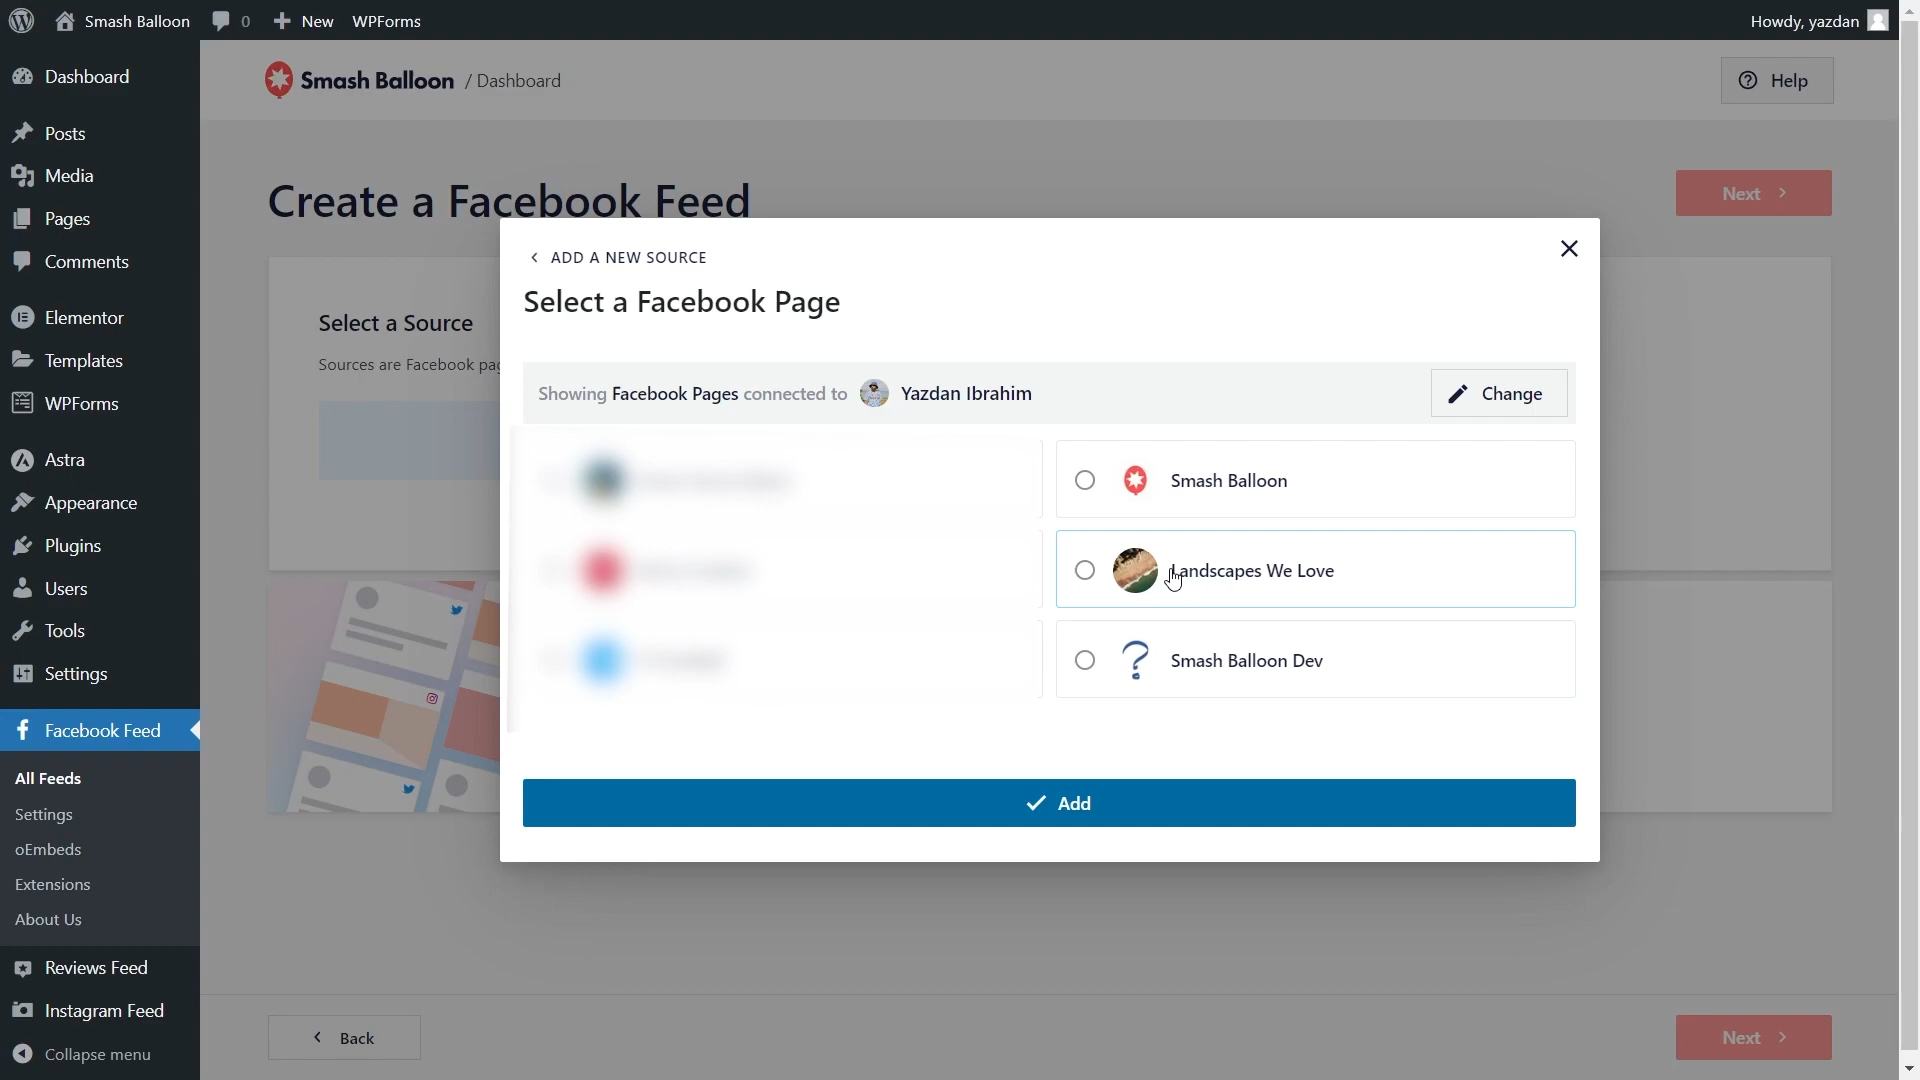 Smash Balloon 0 New WPForms Howdy, yazdan
Dashboard
Posts
Media
Pages
Comments
Elementor
Templates
WPForms
Astra
Appearance
Plugins
Users
Tools
Settings
Facebook Feed
All Feeds
Settings
oEmbeds
Extensions
About Us
Reviews Feed
Instagram Feed
Collapse menu
Smash Balloon / Dashboard
Help
Create a Facebook Feed
Next
Select a Source
Sources are Facebook pag
ADD A NEW SOURCE
Select a Facebook Page
Showing Facebook Pages connected to Yazdan Ibrahim
Change
Smash Balloon
Landscapes We Love
Smash Balloon Dev
Add
Back
Next